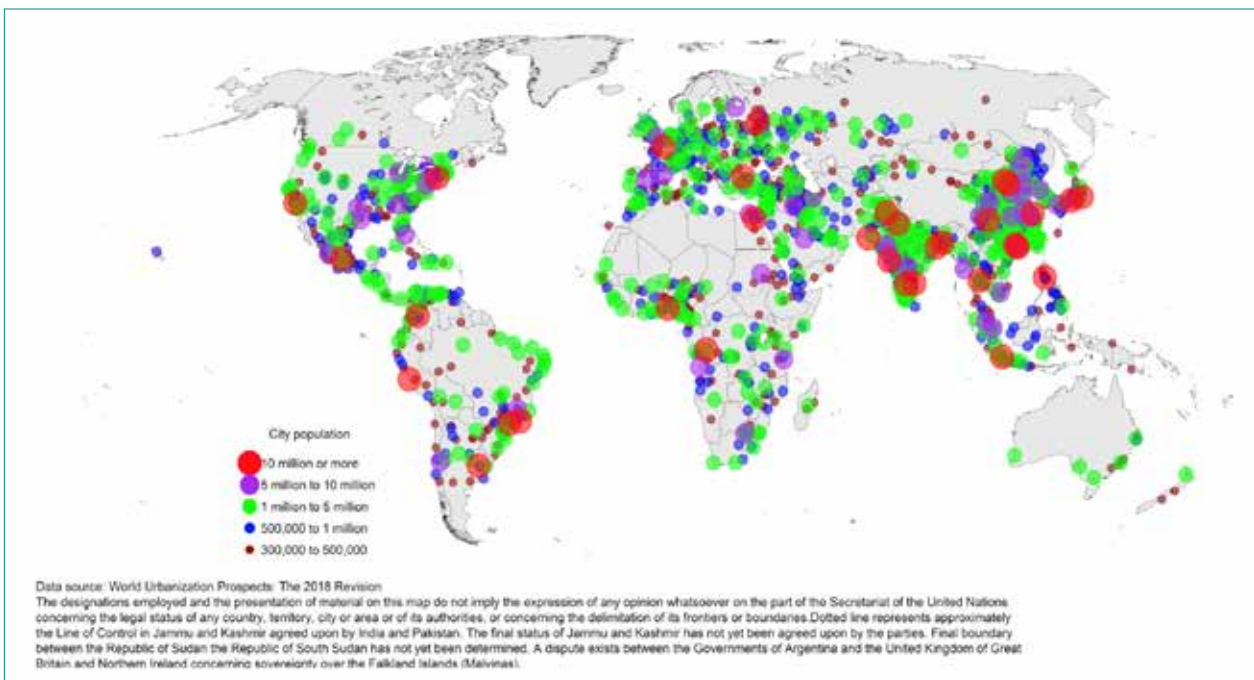 City population
10 million or more
5 million to 10 million
1 million to 5 million
500,000 to 1 million
300,000 to 500,000
Data source: World Urbanization Prospects: The 2018 Revision
The designations employed and the presentation of material on this map do not imply the expression of any opinion whatsoever on the part of the Secretariat of the United Nations
concerning the legal status of any country, territory, city or area or of its authorities, or concerning the delimitation of its frontiers or boundaries.Dotted line represents approximately
the Line of Control in Jammu and Kashmir agreed upon by India and Pakistan. The final status of Jammu and Kashmir has not yet been agreed upon by the parties. Final boundary
between the Republic of Sudan the Republic of South Sudan has not yet been determined. A dispute exists between the Governments of Argentina and the United Kingdom of Great
Britain and Northern Ireland concerning sovereignty over the Falkland Islands (Malvinas).